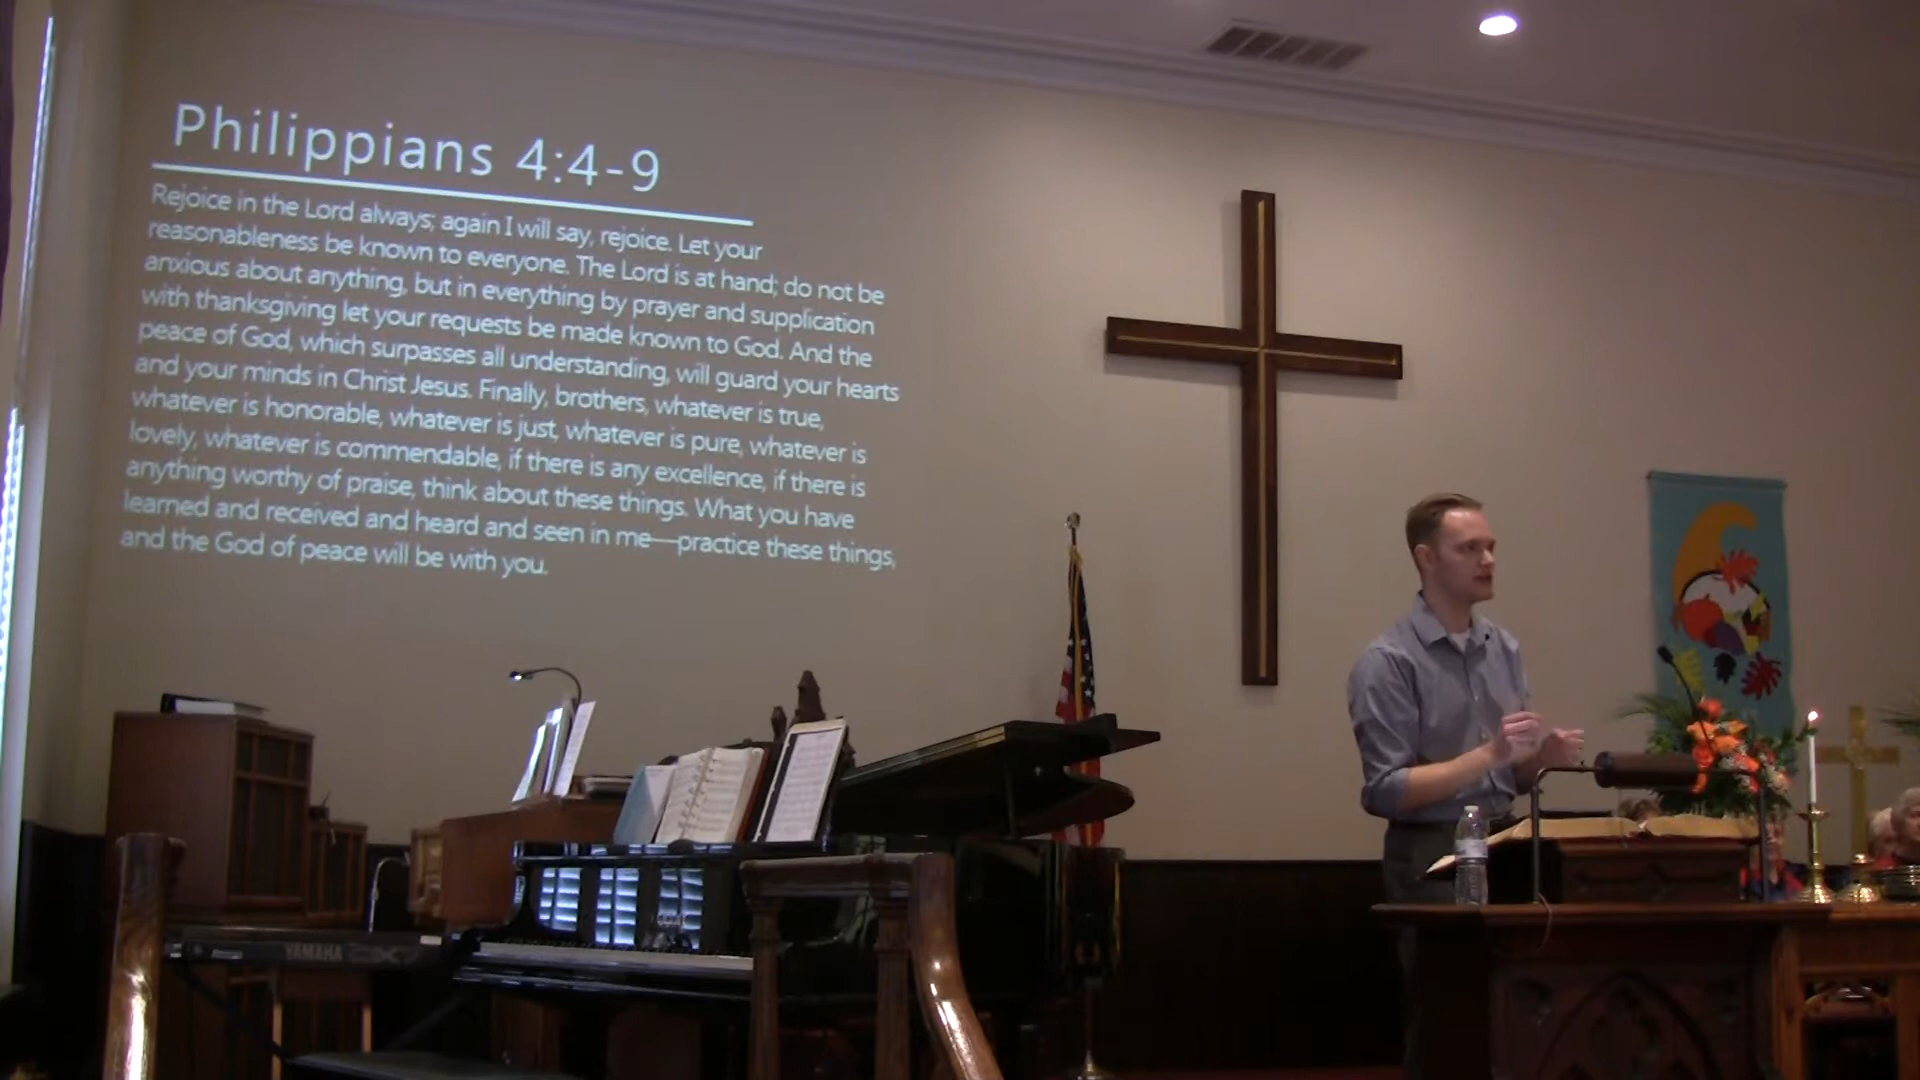 Philippians 4:4-9
Rejoice in the Lord always; again I will say, rejoice. Let your
reasonableness be known to everyone. The Lord is at hand; do not be
anxious about anything, but in everything by prayer and supplication
with thanksgiving let your requests be made known to God. And the
peace of God, which surpasses all understanding, will guard your hearts
and your minds in Christ Jesus. Finally, brothers, whatever is true,
whatever is honorable, whatever is just, whatever is pure, whatever is
lovely, whatever is commendable, if there is any excellence, if there is
anything worthy of praise, think about these things. What you have
learned and received and heard and seen in me—practice these things,
and the God of peace will be with you.
YAMAHA